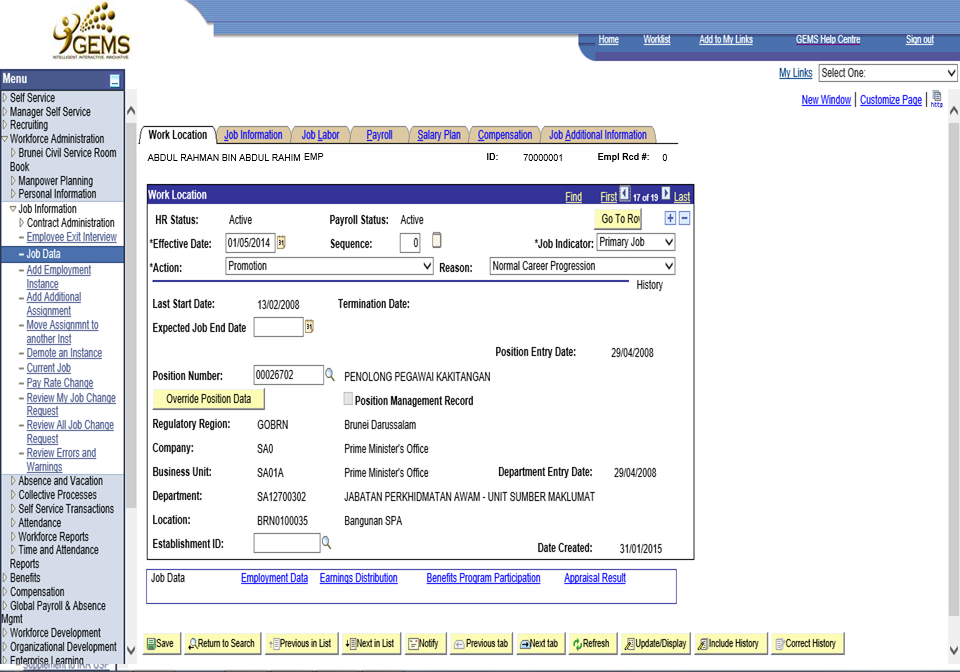 GEMS
INTELLIGENT INTERACTIVE INNOVATIVE
Home Worklist Add to My Links GEMS Help Centre Sign out
My Links Select One:
New Window | Customize Page | http
Menu
Self Service
Manager Self Service
Recruiting
Workforce Administration
Brunei Civil Service Room
Book
Manpower Planning
Personal Information
Job Information
Contract Administration
Employee Exit Interview
Job Data
Add Employment
Instance
Add Additional
Assignment
Move Assignmnt to
another Inst
Demote an Instance
Current Job
Pay Rate Change
Review My Job Change
Request
Review All Job Change
Request
Review Errors and
Warnings
Absence and Vacation
Collective Processes
Self Service Transactions
Attendance
Workforce Reports
Time and Attendance
Reports
Benefits
Compensation
Global Payroll & Absence
Mgmt
Workforce Development
Organizational Development
Enterprise Learning
Work Location Job Information Job Labor Payroll Salary Plan Compensation Job Additional Information
ABDUL RAHMAN BIN ABDUL RAHIM EMP ID: 70000001 Empl Rcd #: 0
Work Location Find First 17 of 19 Last
HR Status: Active Payroll Status: Active Go To Ro
*Effective Date: 01/05/2014 31 Sequence: 0 *Job Indicator: Primary Job
*Action: Promotion Reason: Normal Career Progression
History
Last Start Date: 13/02/2008 Termination Date:
Expected Job End Date 31
Position Entry Date: 29/04/2008
Position Number: 00026702 PENOLONG PEGAWAI KAKITANGAN
Override Position Data Position Management Record
Regulatory Region: GOBRN Brunei Darussalam
Company: SA0 Prime Minister's Office
Business Unit: SA01A Prime Minister's Office Department Entry Date: 29/04/2008
Department: SA12700302 JABATAN PERKHIDMATAN AWAM - UNIT SUMBER MAKLUMAT
Location: BRN0100035 Bangunan SPA
Establishment ID: Date Created: 31/01/2015
Job Data Employment Data Earnings Distribution Benefits Program Participation Appraisal Result
Save Return to Search Previous in List Next in List Notify Previous tab Next tab Refresh Update/Display Include History Correct History